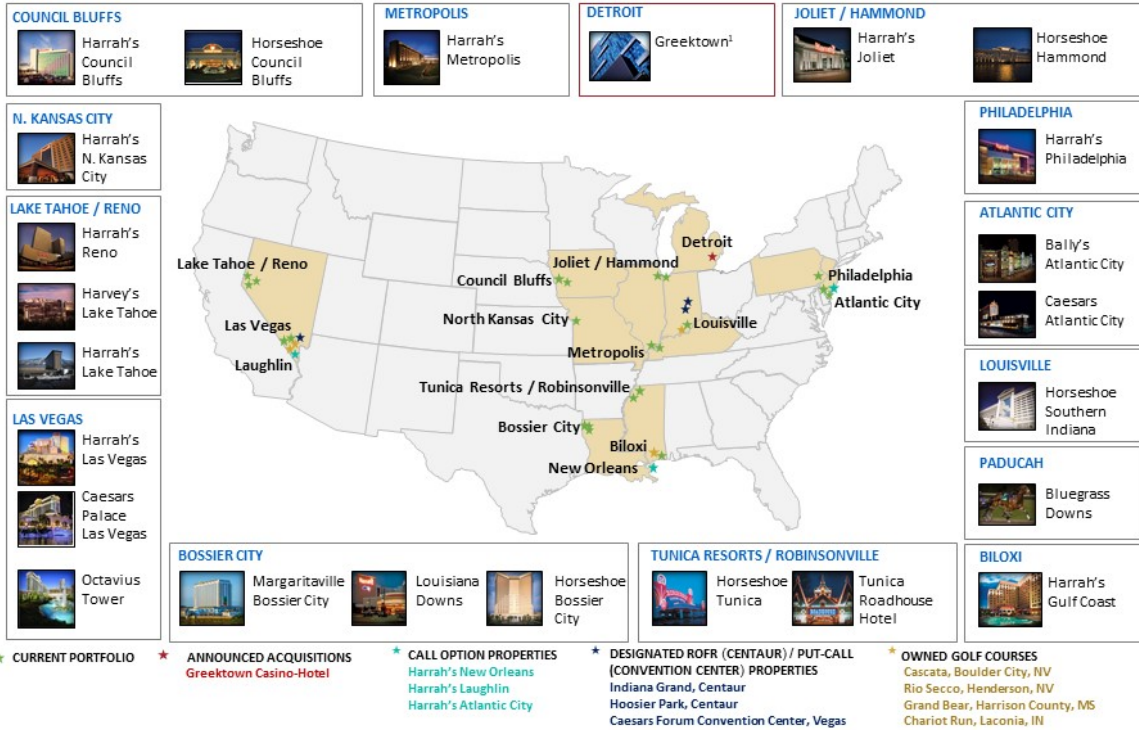 COUNCIL BLUFFS
Harrah's
Council
Bluffs
Horseshoe
Council
Bluffs
METROPOLIS
Harrah's
Metropolis
DETROIT
Greektown¹
JOLIET / HAMMOND
Harrah's
Joliet
Horseshoe
Hammond
N. KANSAS CITY
Harrah's
N. Kansas
City
LAKE TAHOE / RENO
Harrah's
Reno
Harvey's
Lake Tahoe
Harrah's
Lake Tahoe
LAS VEGAS
Harrah's
Las Vegas
Caesars
Palace
Las Vegas
Octavius
Tower
Lake Tahoe / Reno
Las Vegas
Laughlin
Detroit
Joliet / Hammond
Council Bluffs
North Kansas City
Louisville
Metropolis
Tunica Resorts / Robinsonville
Bossier City
Biloxi
New Orleans
Philadelphia
Atlantic City
PHILADELPHIA
Harrah's
Philadelphia
ATLANTIC CITY
Bally's
Atlantic City
Caesars
Atlantic City
LOUISVILLE
Horseshoe
Southern
Indiana
PADUCAH
Bluegrass
Downs
BILOXI
Harrah's
Gulf Coast
BOSSIER CITY
Margaritaville
Bossier City
Louisiana
Downs
Horseshoe
Bossier
City
TUNICA RESORTS / ROBINSONVILLE
Horseshoe
Tunica
Tunica
Roadhouse
Hotel
CURRENT PORTFOLIO
ANNOUNCED ACQUISITIONS
Greektown Casino-Hotel
CALL OPTION PROPERTIES
Harrah's New Orleans
Harrah's Laughlin
Harrah's Atlantic City
DESIGNATED ROFR (CENTAUR) / PUT-CALL
(CONVENTION CENTER) PROPERTIES
Indiana Grand, Centaur
Hoosier Park, Centaur
Caesars Forum Convention Center, Vegas
OWNED GOLF COURSES
Cascata, Boulder City, NV
Rio Secco, Henderson, NV
Grand Bear, Harrison County, MS
Chariot Run, Laconia, IN